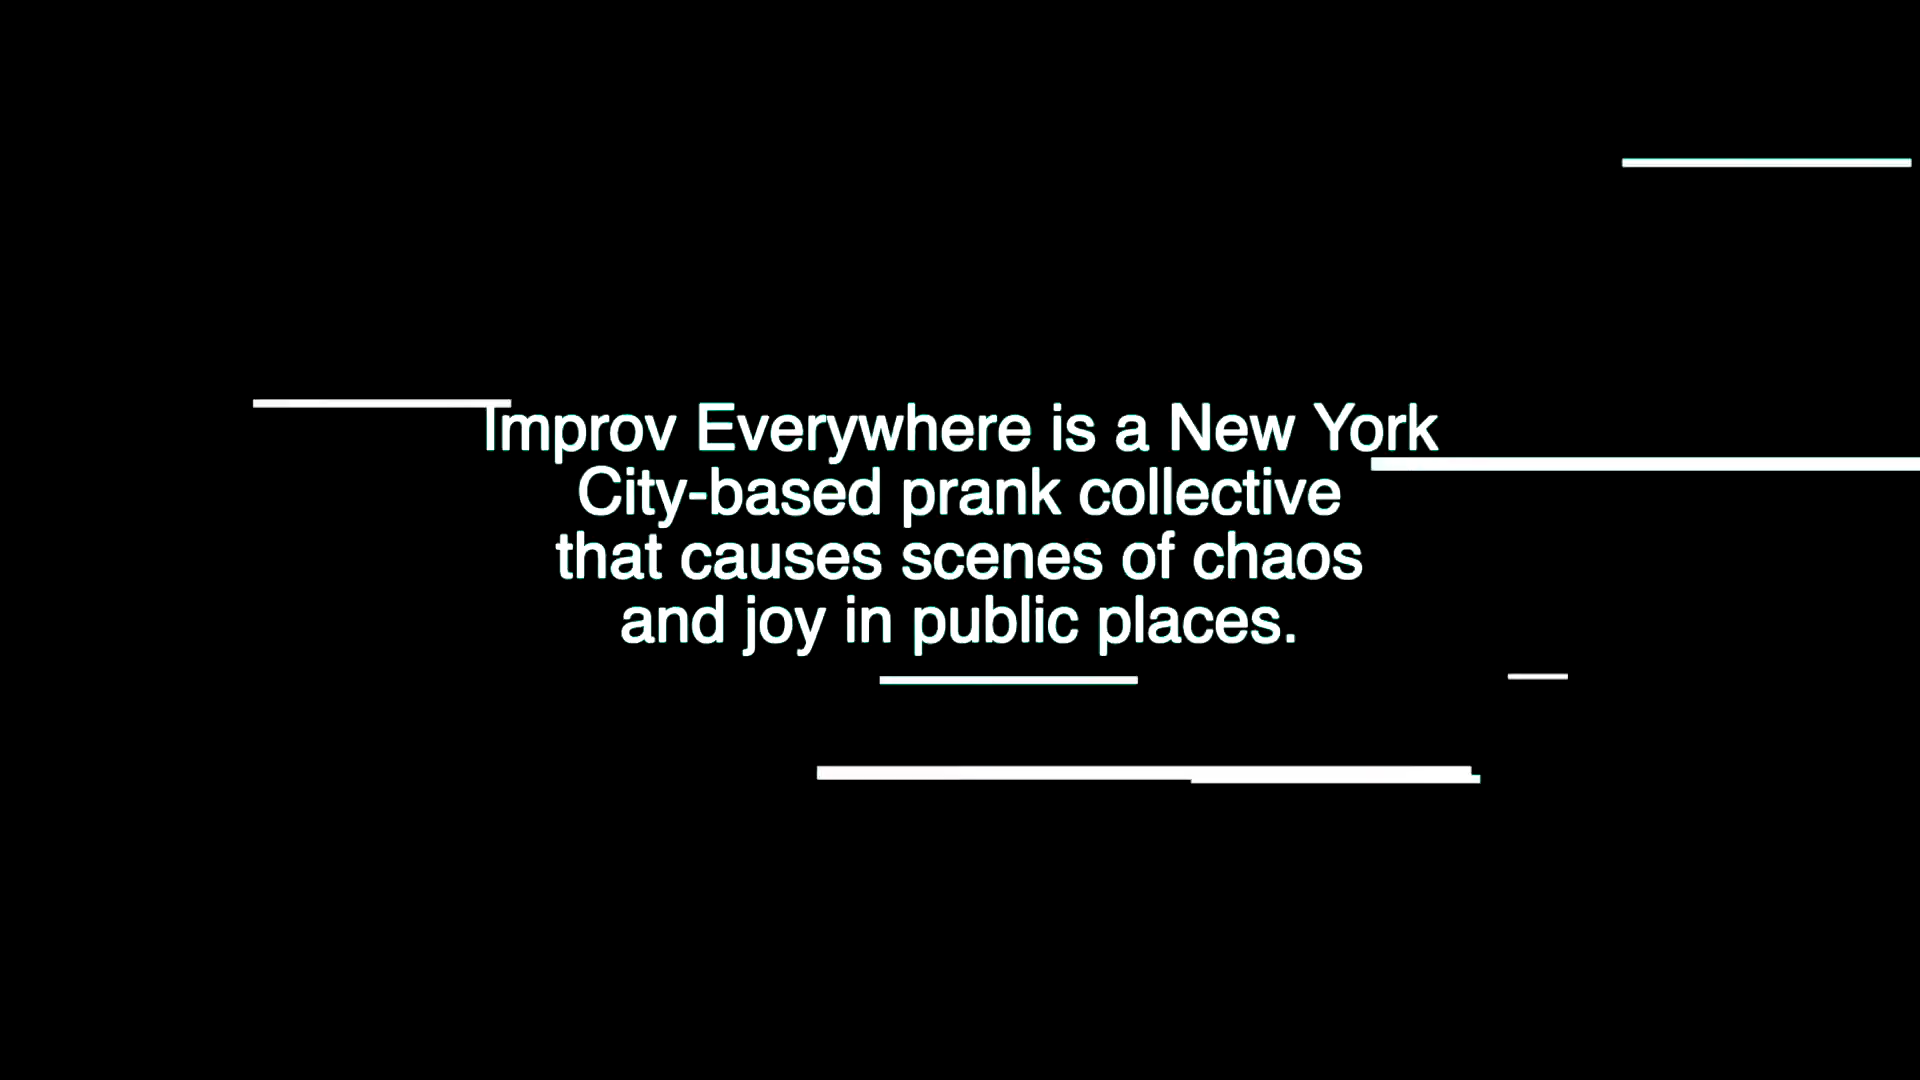 Improv Everywhere is a New York
City-based prank collective
that causes scenes of chaos
and joy in public places.